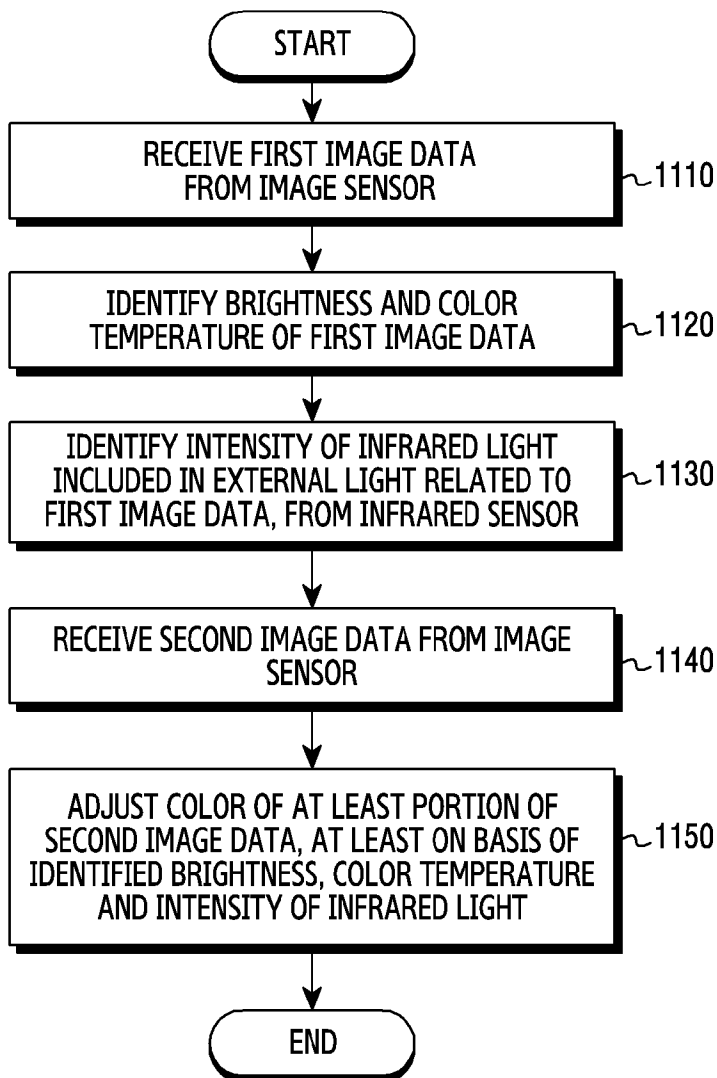 START
RECEIVE FIRST IMAGE DATA
FROM IMAGE SENSOR
1110
IDENTIFY BRIGHTNESS AND COLOR
TEMPERATURE OF FIRST IMAGE DATA
1120
IDENTIFY INTENSITY OF INFRARED LIGHT
INCLUDED IN EXTERNAL LIGHT RELATED TO
FIRST IMAGE DATA, FROM INFRARED SENSOR
1130
RECEIVE SECOND IMAGE DATA FROM IMAGE
SENSOR
1140
ADJUST COLOR OF AT LEAST PORTION OF
SECOND IMAGE DATA, AT LEAST ON BASIS OF
IDENTIFIED BRIGHTNESS, COLOR TEMPERATURE
AND INTENSITY OF INFRARED LIGHT
1150
END